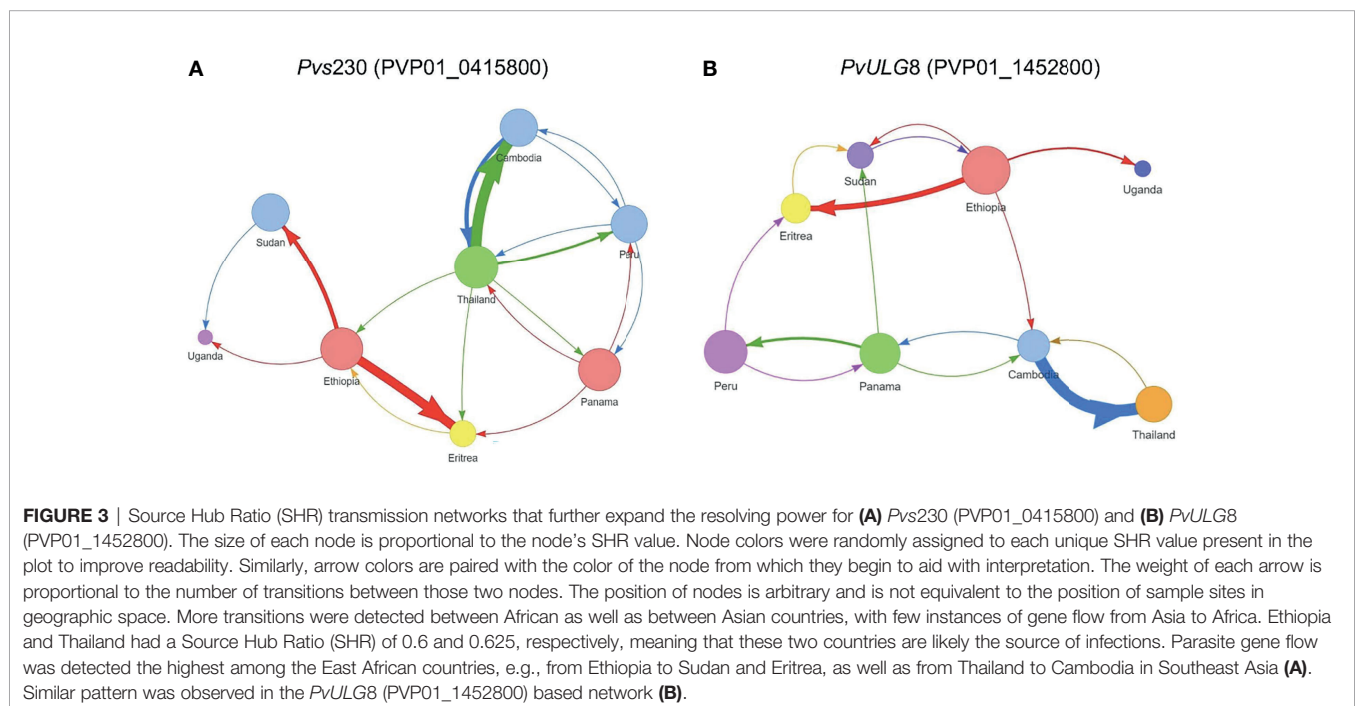 A
Pvs230 (PVP01_0415800)
Cambodia
Sudan
Peru
Thailand
Uganda
Ethiopia
Panama
Eritrea
B
PvULG8 (PVP01_1452800)
Sudan
Uganda
Ethiopia
Eritrea
Peru
Panama
Cambodia
Thailand
FIGURE 3 | Source Hub Ratio (SHR) transmission networks that further expand the resolving power for (A) Pvs230 (PVP01_0415800) and (B) PvULG8
(PVP01_1452800). The size of each node is proportional to the node's SHR value. Node colors were randomly assigned to each unique SHR value present in the
plot to improve readability. Similarly, arrow colors are paired with the color of the node from which they begin to aid with interpretation. The weight of each arrow is
proportional to the number of transitions between those two nodes. The position of nodes is arbitrary and is not equivalent to the position of sample sites in
geographic space. More transitions were detected between African as well as between Asian countries, with few instances of gene flow from Asia to Africa. Ethiopia
and Thailand had a Source Hub Ratio (SHR) of 0.6 and 0.625, respectively, meaning that these two countries are likely the source of infections. Parasite gene flow
was detected the highest among the East African countries, e.g., from Ethiopia to Sudan and Eritrea, as well as from Thailand to Cambodia in Southeast Asia (A).
Similar pattern was observed in the PvULG8 (PVP01_1452800) based network (B).